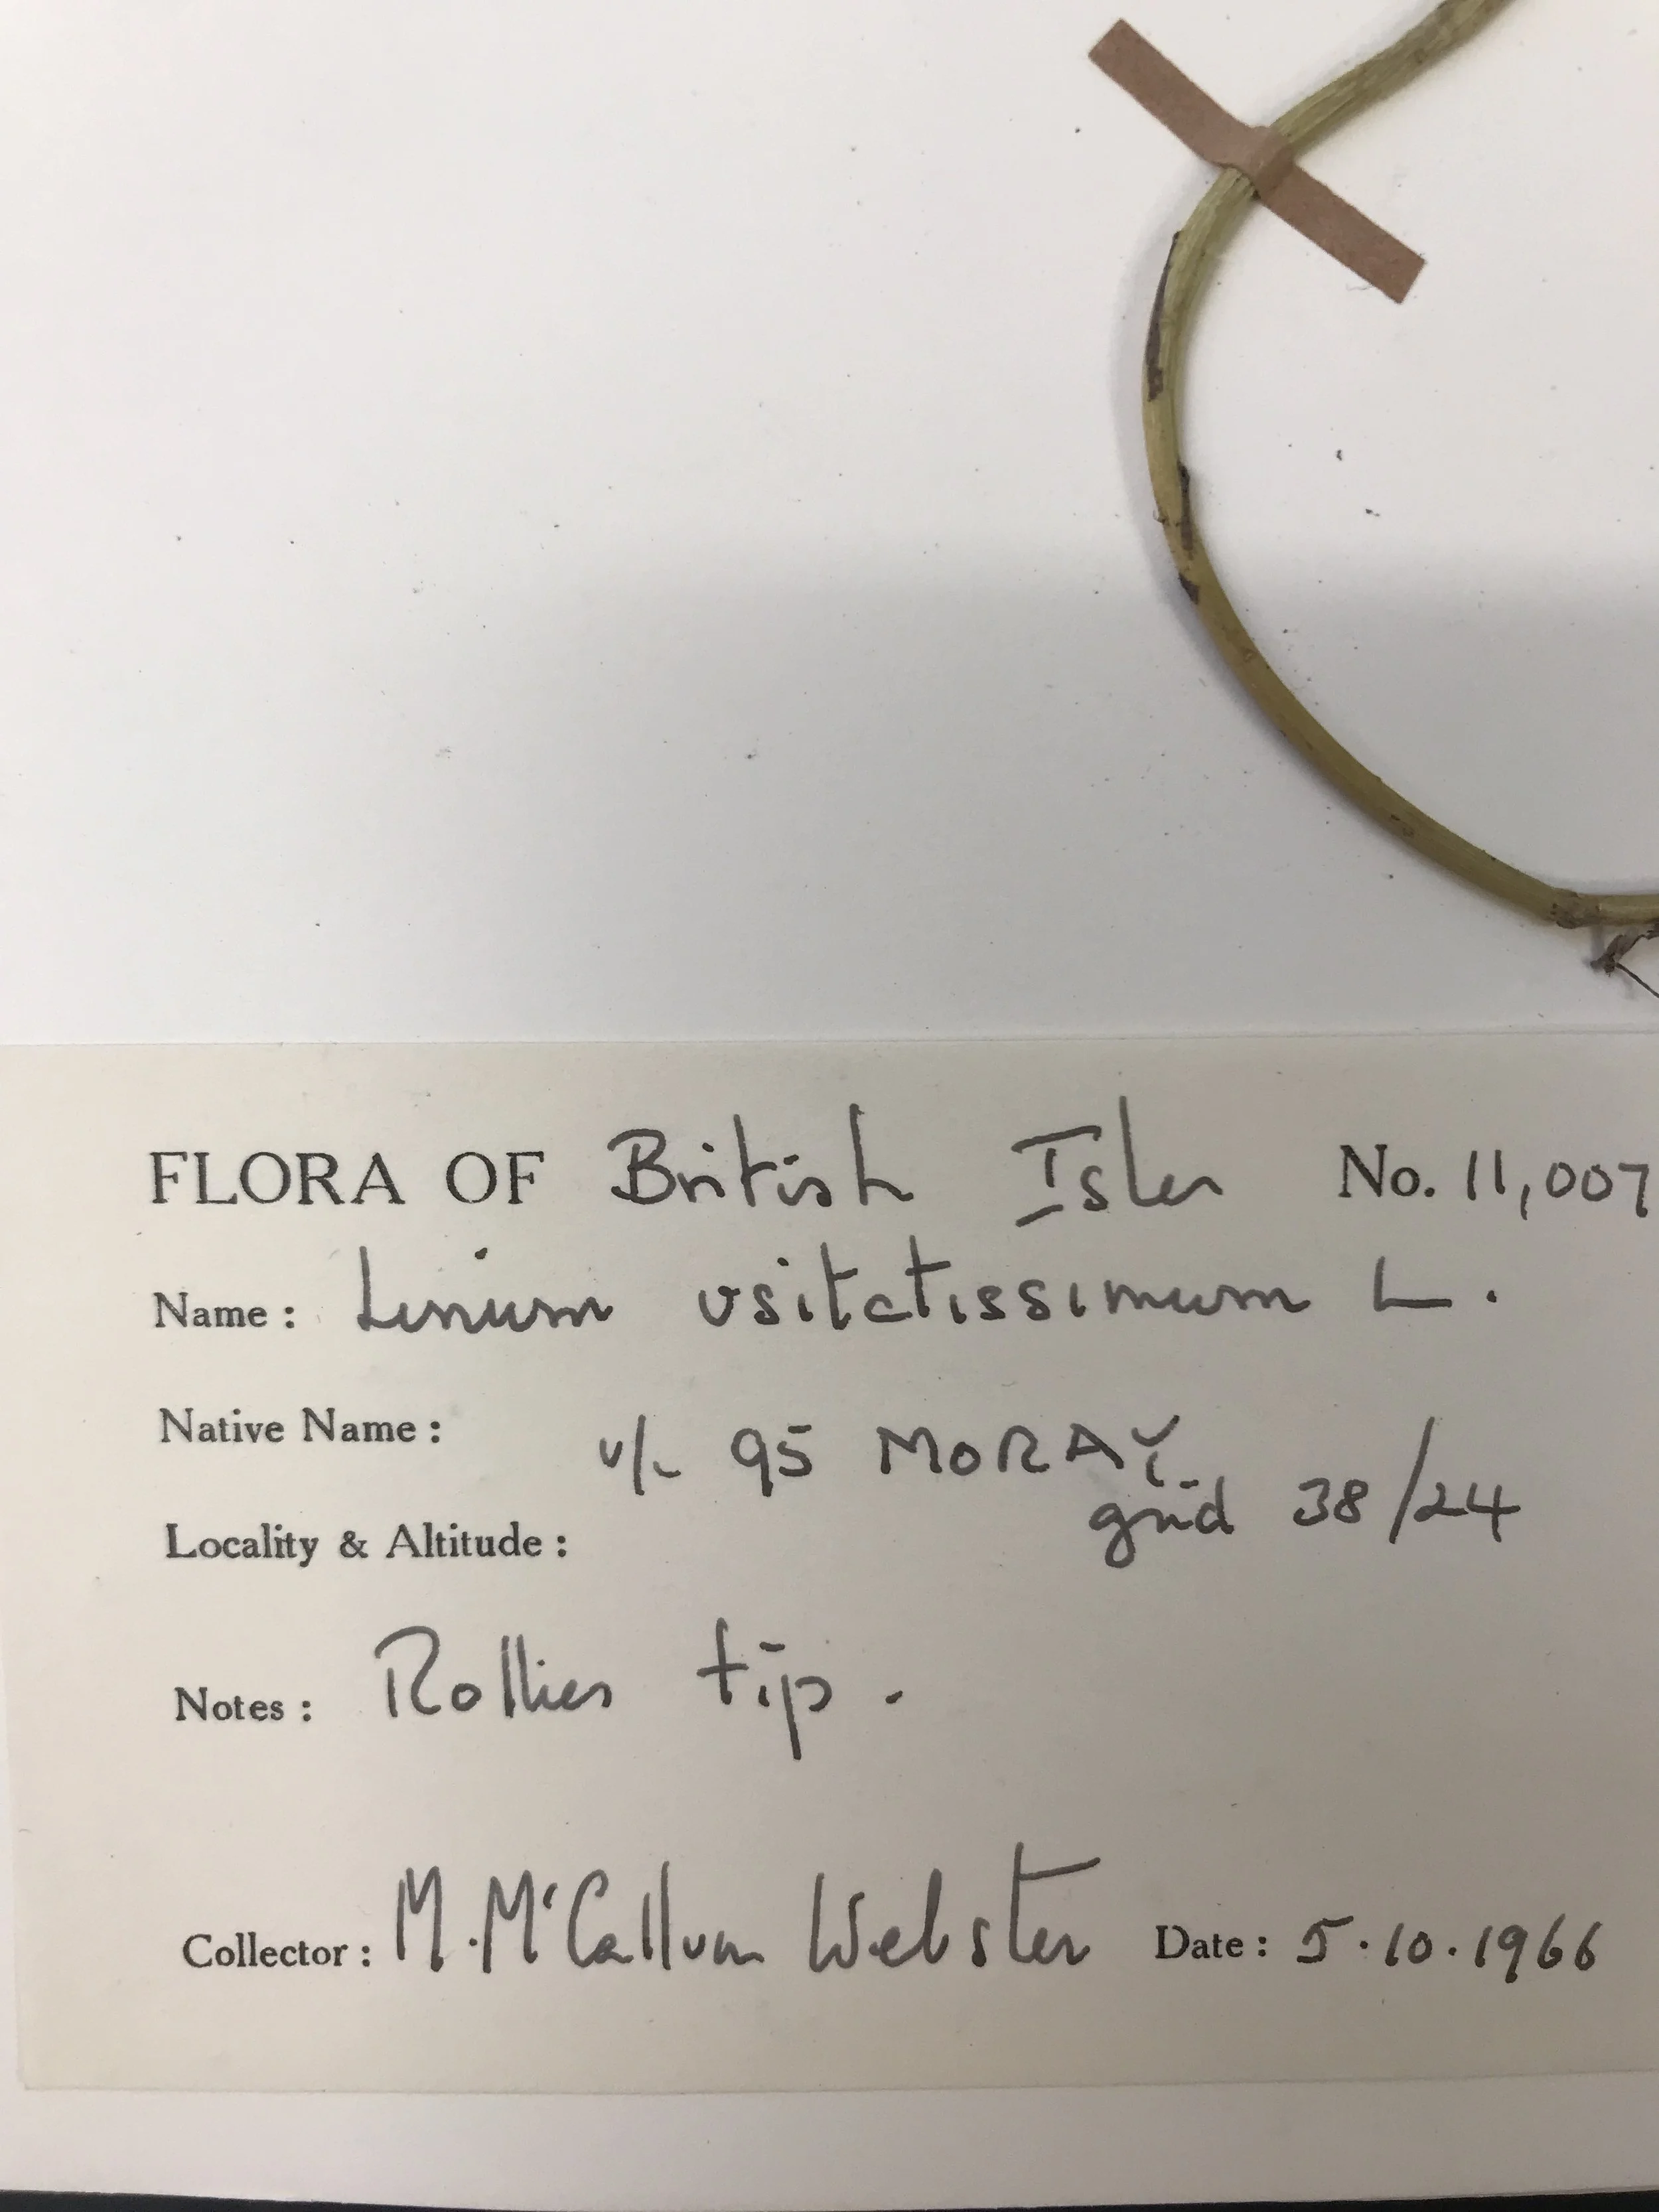 FLORA OF British Isles No. 11,007
Name: Linum usitatissimum L.
Native Name: v/c 95 MORAY
grid 38/24
Locality & Altitude:
Notes: Rollies tip.
Collector: M. McCallum Webster Date: 5.10.1966